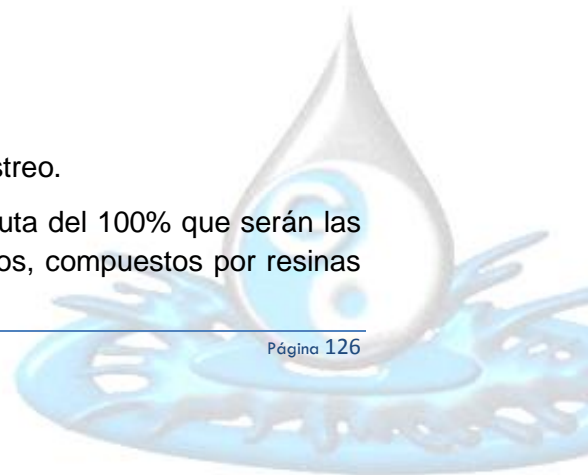 streo.
uta del 100% que serán las
os, compuestos por resinas
Página 126